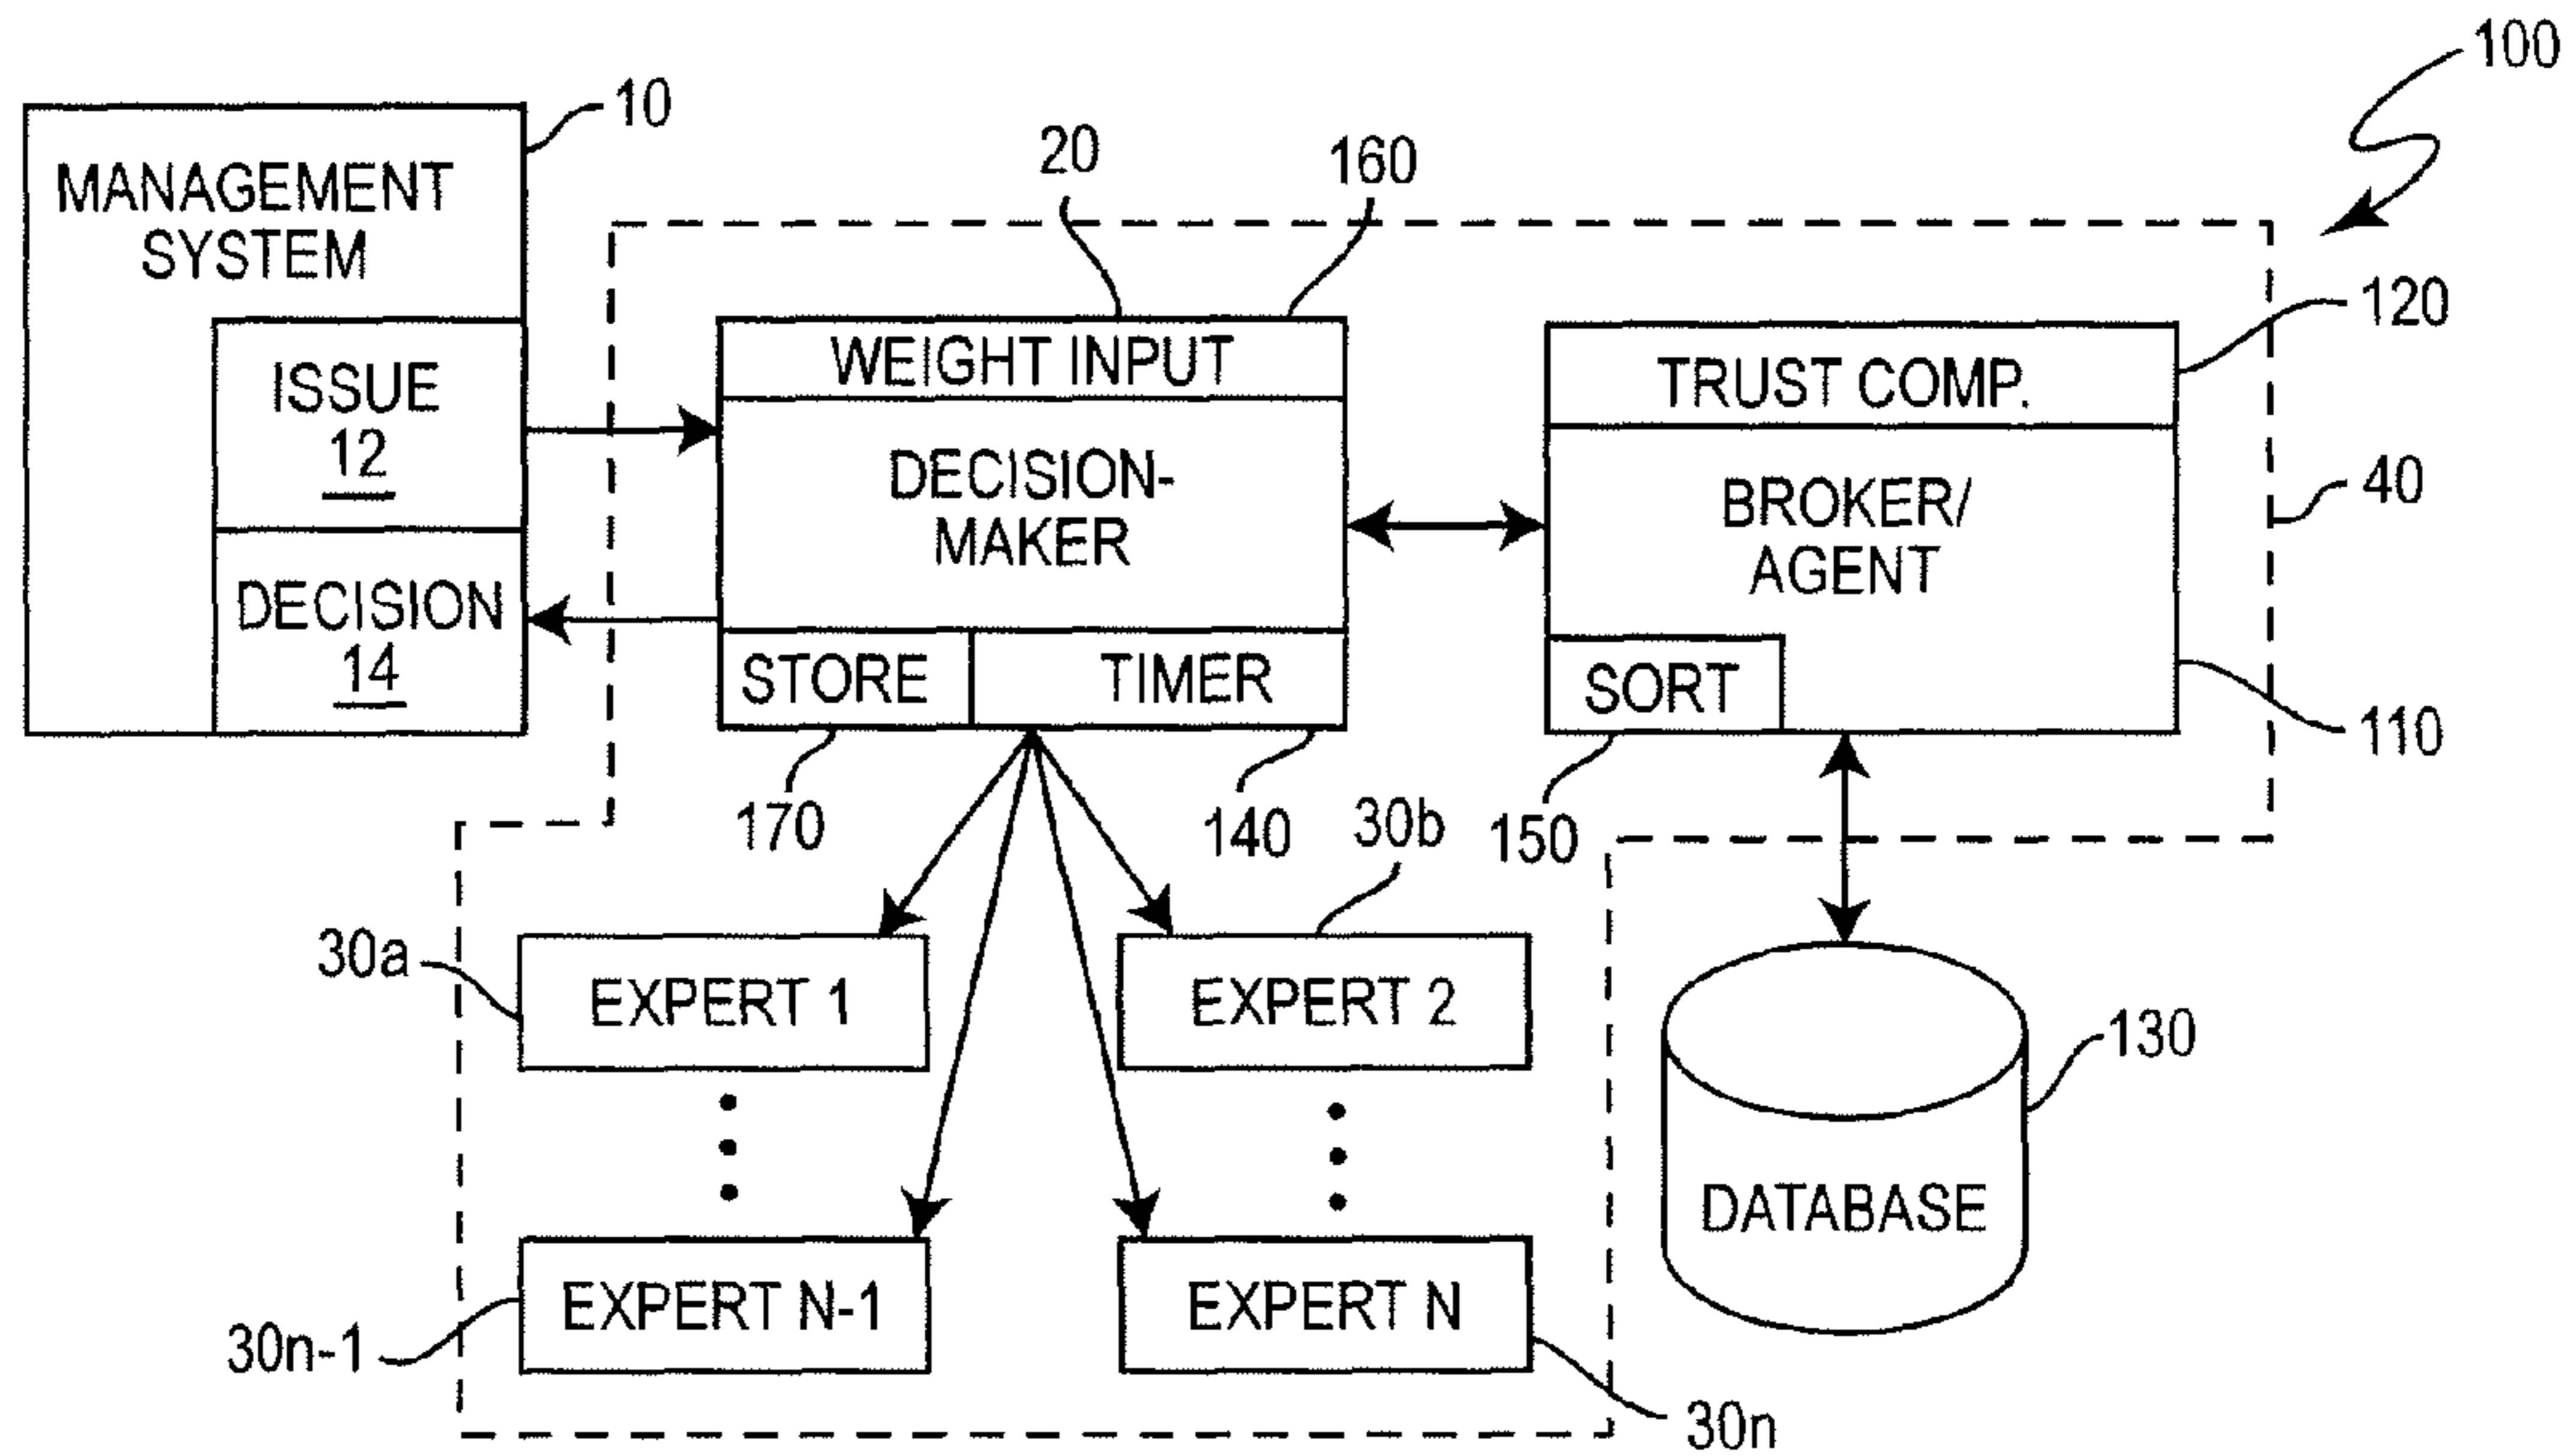 100
10
MANAGEMENT
SYSTEM
20
160
ISSUE
12
WEIGHT INPUT
TRUST COMP.
120
DECISION-
MAKER
BROKER/
AGENT
40
DECISION
14
STORE
TIMER
SORT
110
170
140
30b
150
30a
EXPERT 1
EXPERT 2
130
DATABASE
30n-1
EXPERT N-1
EXPERT N
30n